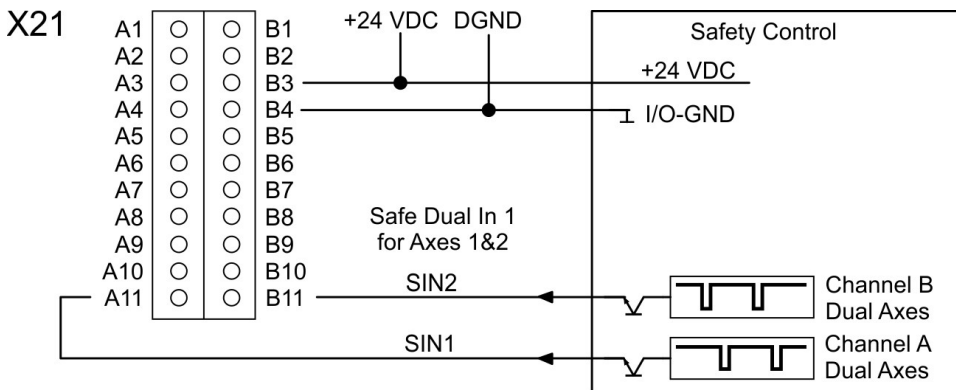 X21
+24 VDC DGND
Safety Control
A1 B1
A2 B2
A3 B3
+24 VDC
A4 B4
I/O-GND
A5 B5
A6 B6
A7 B7
A8 B8
A9 B9
A10 B10
A11 B11
Safe Dual In 1
for Axes 1&2
SIN2
Channel B
Dual Axes
SIN1
Channel A
Dual Axes